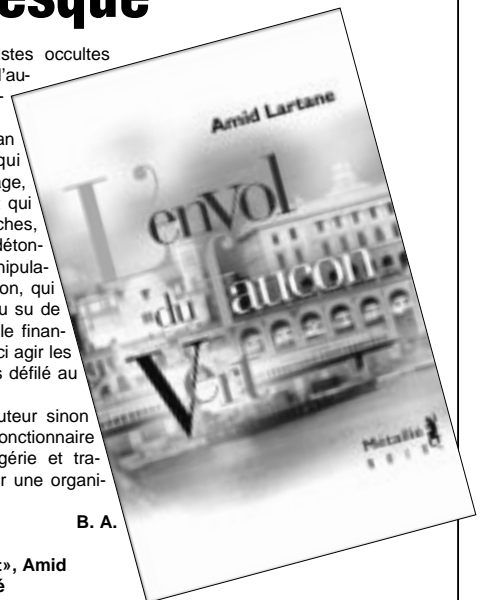 esque
stes occultes
l'au-
-
an
qui
age,
qui
ches,
déton-
nipula-
on, qui
u su de
le finan-
ci agir les
s défilé au
uteur sinon
onctionnaire
gérie et tra-
r une organi-
B. A.
t», Amid
é
Amid Lartane
L'envol
du faucon
Vert
Métailié
noir